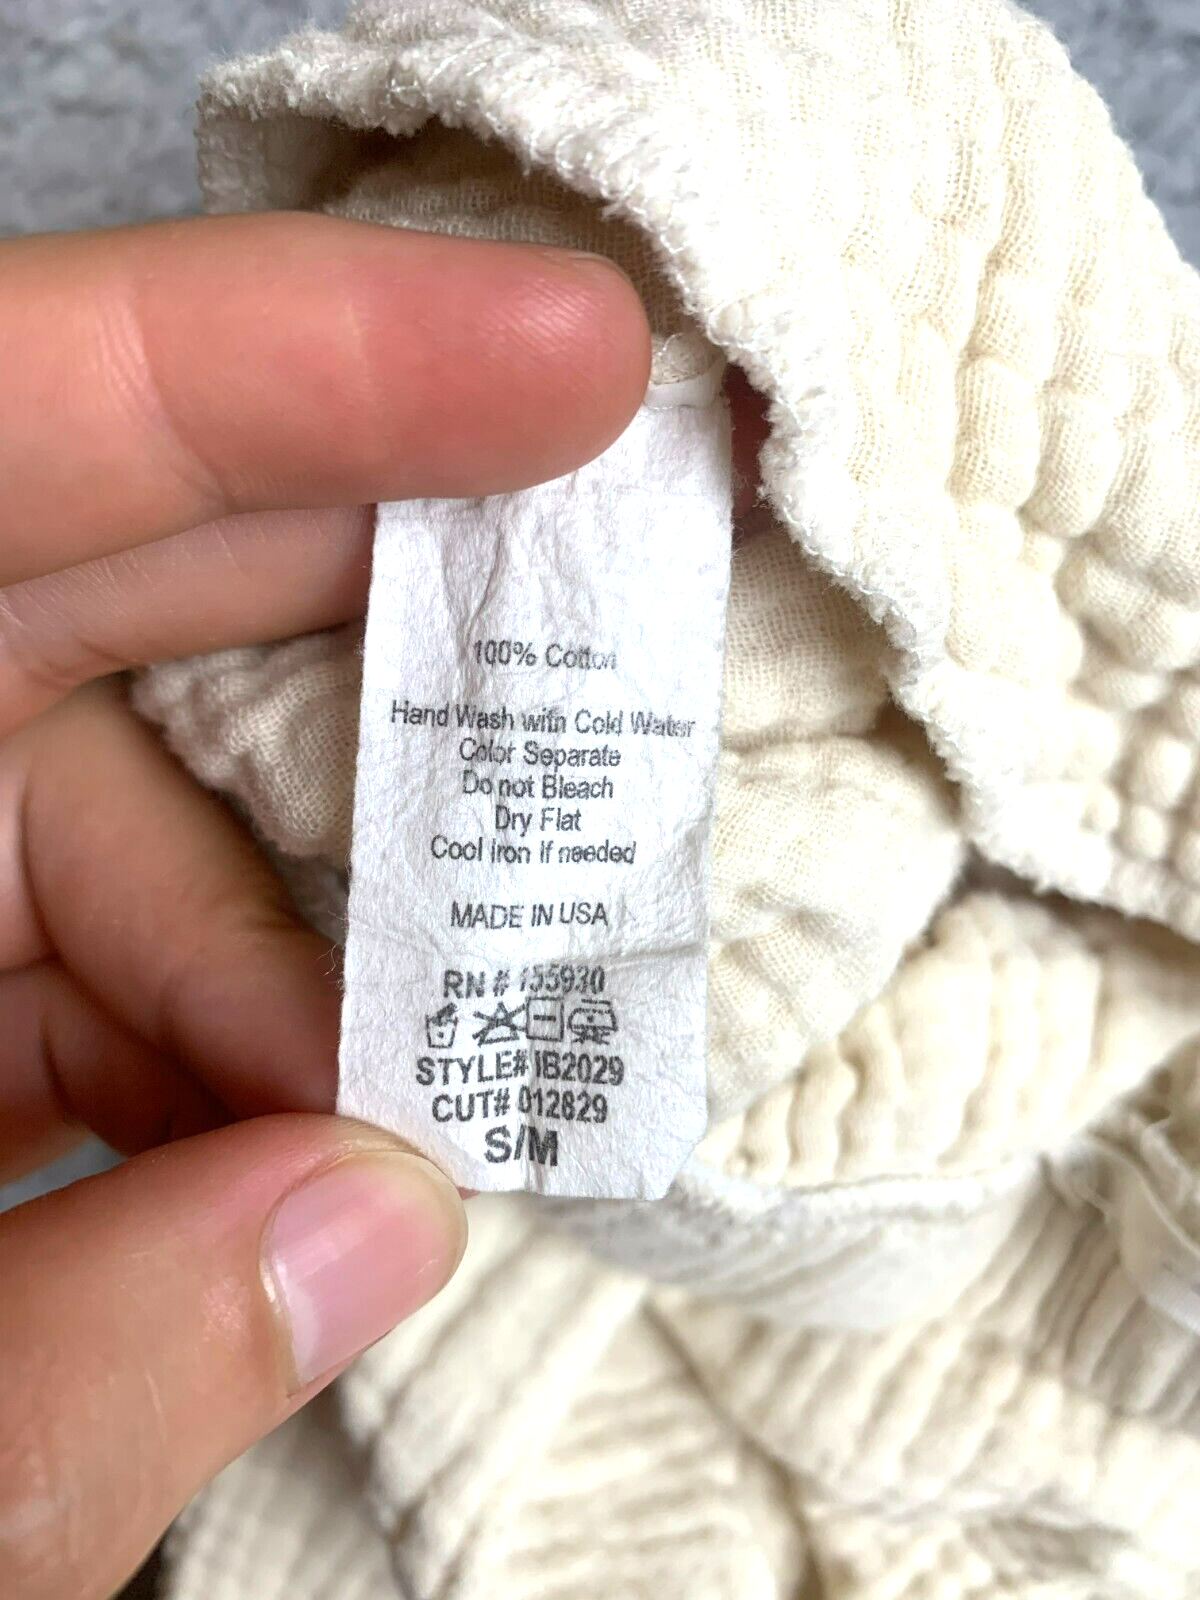 100% Cotton
Hand Wash with Cold Water
Color Separate
Do not Bleach
Dry Flat
Cool Iron if needed
MADE IN USA
RN # 155930
STYLE# IB2029
CUT# 012829
S/M